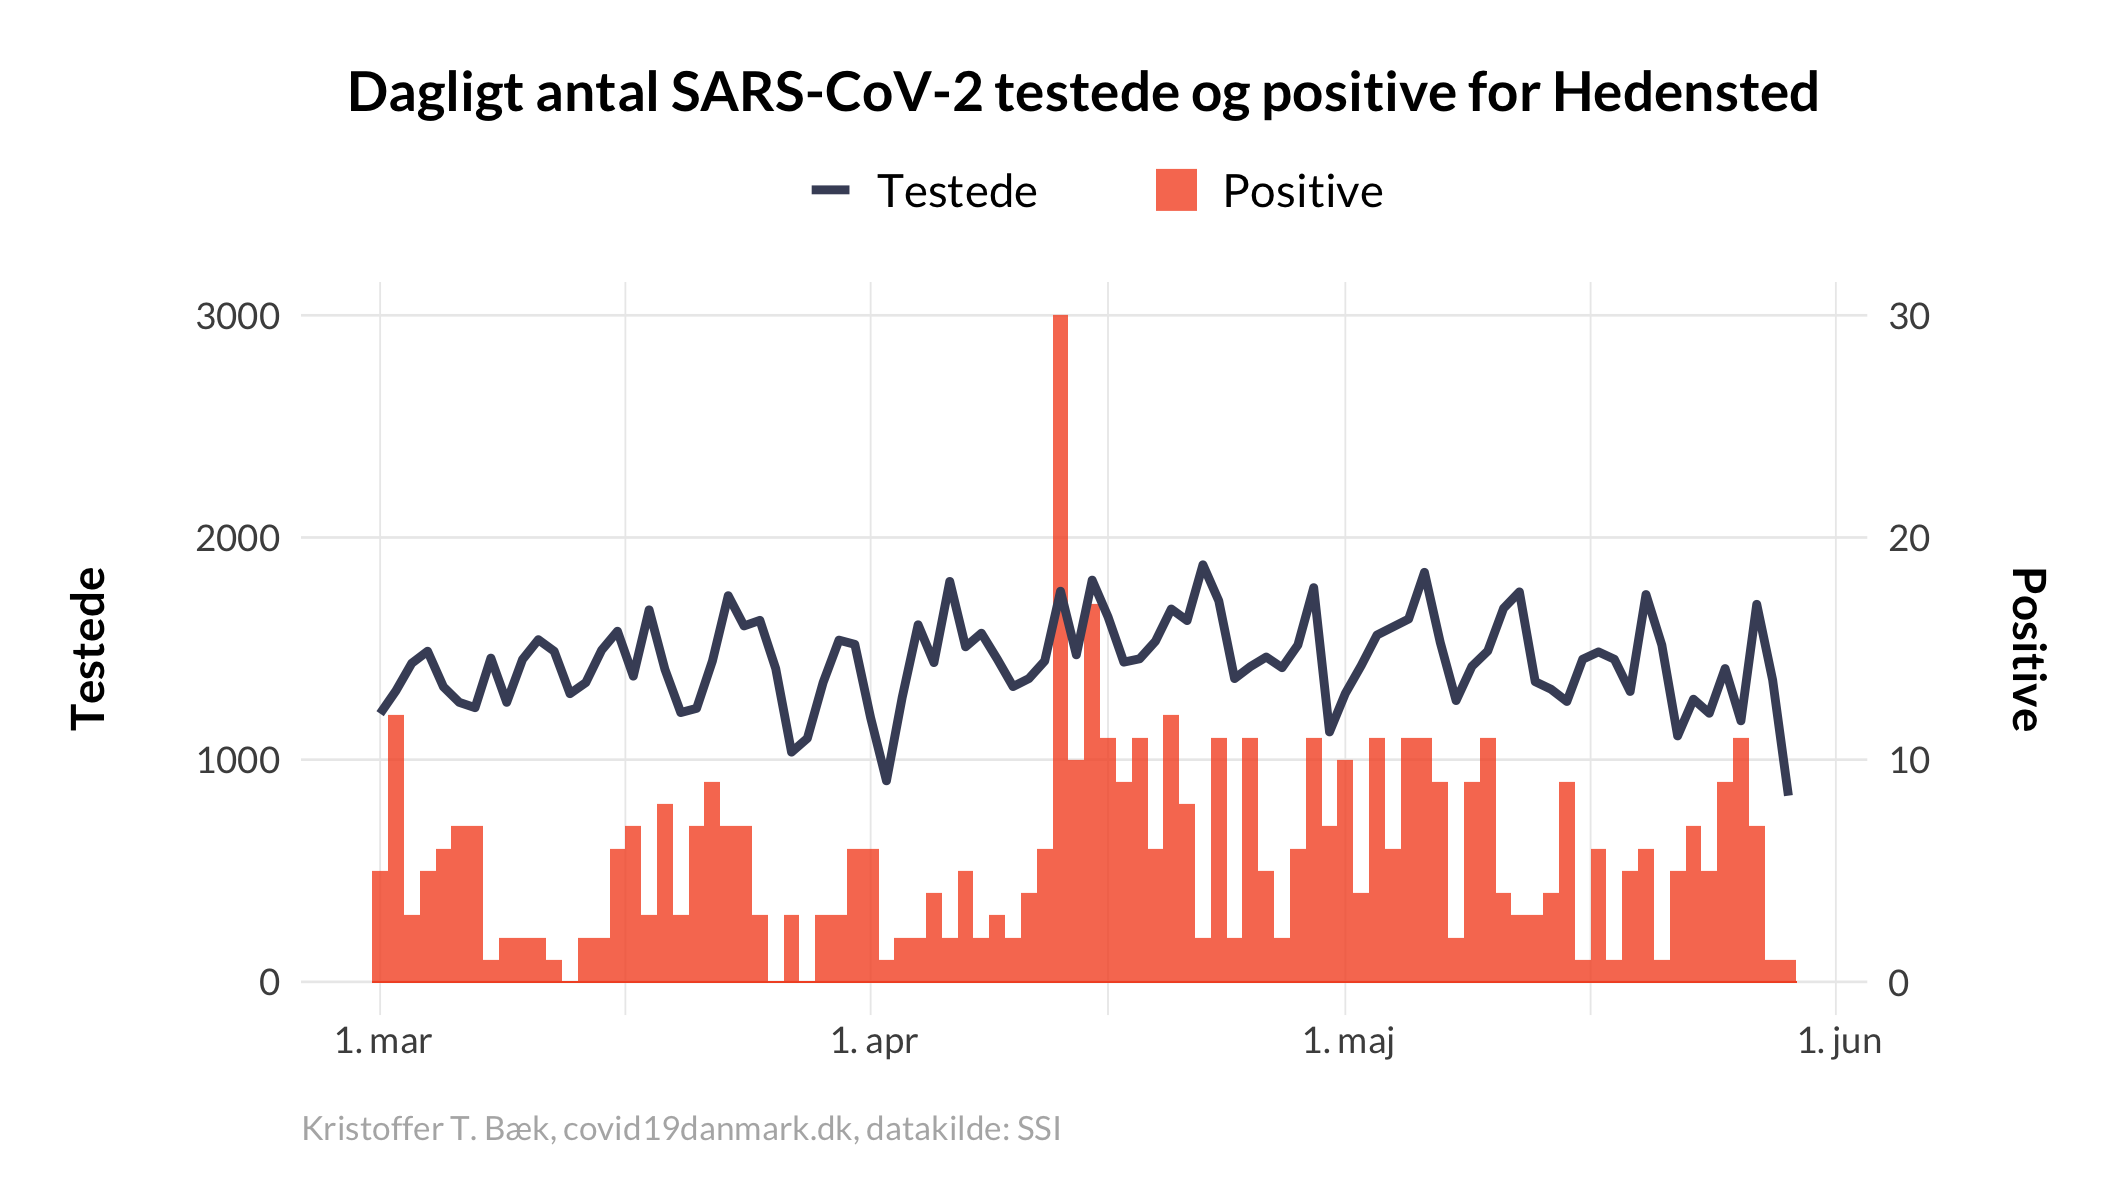 Dagligt antal SARS-CoV-2 testede og positive for Hedensted
Testede
Positive
Testede
3000
2000
1000
0
30
20
10
0
Positive
1. mar
1. apr
1. maj
1. jun
Kristoffer T. Bæk, covid19danmark.dk, datakilde: SSI